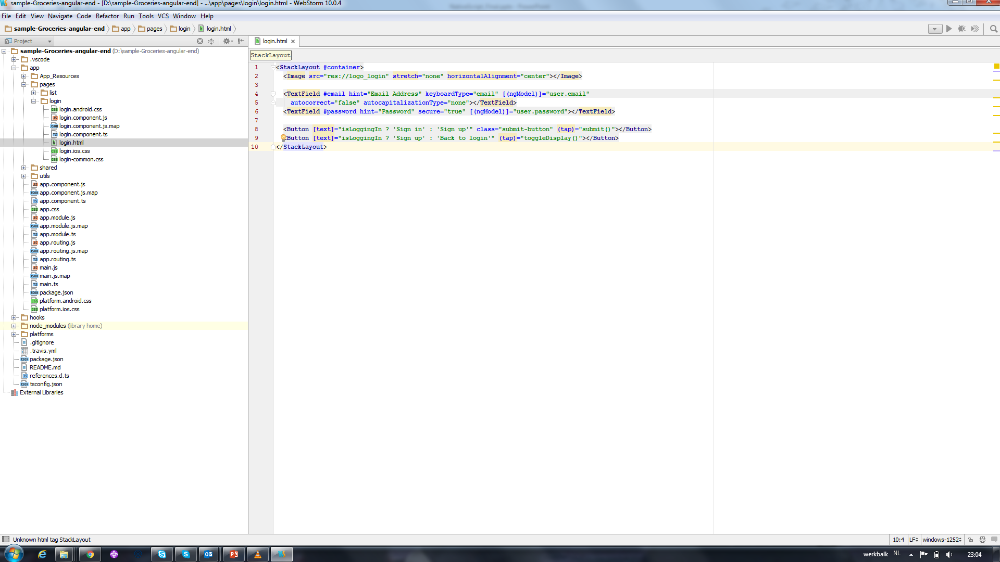 sample-Groceries-angular-end - [D:\sample-Groceries-angular-end] - ...\app\pages\login\login.html - WebStorm 10.0.4
File Edit View Navigate Code Refactor Run Tools VCS Window Help
sample-Groceries-angular-end app pages login login.html
Project
login.html
sample-Groceries-angular-end (D:\sample-Groceries-angular-end)
.vscode
app
App_Resources
pages
list
login
login.android.css
login.component.js
login.component.js.map
login.component.ts
login.html
login.ios.css
login-common.css
shared
utils
app.component.js
app.component.js.map
app.component.ts
app.css
app.module.js
app.module.js.map
app.module.ts
app.routing.js
app.routing.js.map
app.routing.ts
main.js
main.js.map
main.ts
package.json
platform.android.css
platform.ios.css
hooks
node_modules (library home)
platforms
.gitignore
.travis.yml
package.json
README.md
references.d.ts
tsconfig.json
External Libraries
StackLayout
1 <StackLayout #container>
2 <Image src="res://logo_login" stretch="none" horizontalAlignment="center"></Image>
3
4 <TextField #email hint="Email Address" keyboardType="email" [(ngModel)]="user.email"
5 autocorrect="false" autocapitalizationType="none"></TextField>
6 <TextField #password hint="Password" secure="true" [(ngModel)]="user.password"></TextField>
7
8 <Button [text]="isLoggingIn ? 'Sign in' : 'Sign up'" class="submit-button" (tap)="submit()"></Button>
9 Button [text]="isLoggingIn ? 'Sign up' : 'Back to login'" (tap)="toggleDisplay()"></Button>
10 </StackLayout>
Unknown html tag StackLayout
10:4 LF windows-1252
werkbalk NL 23:04